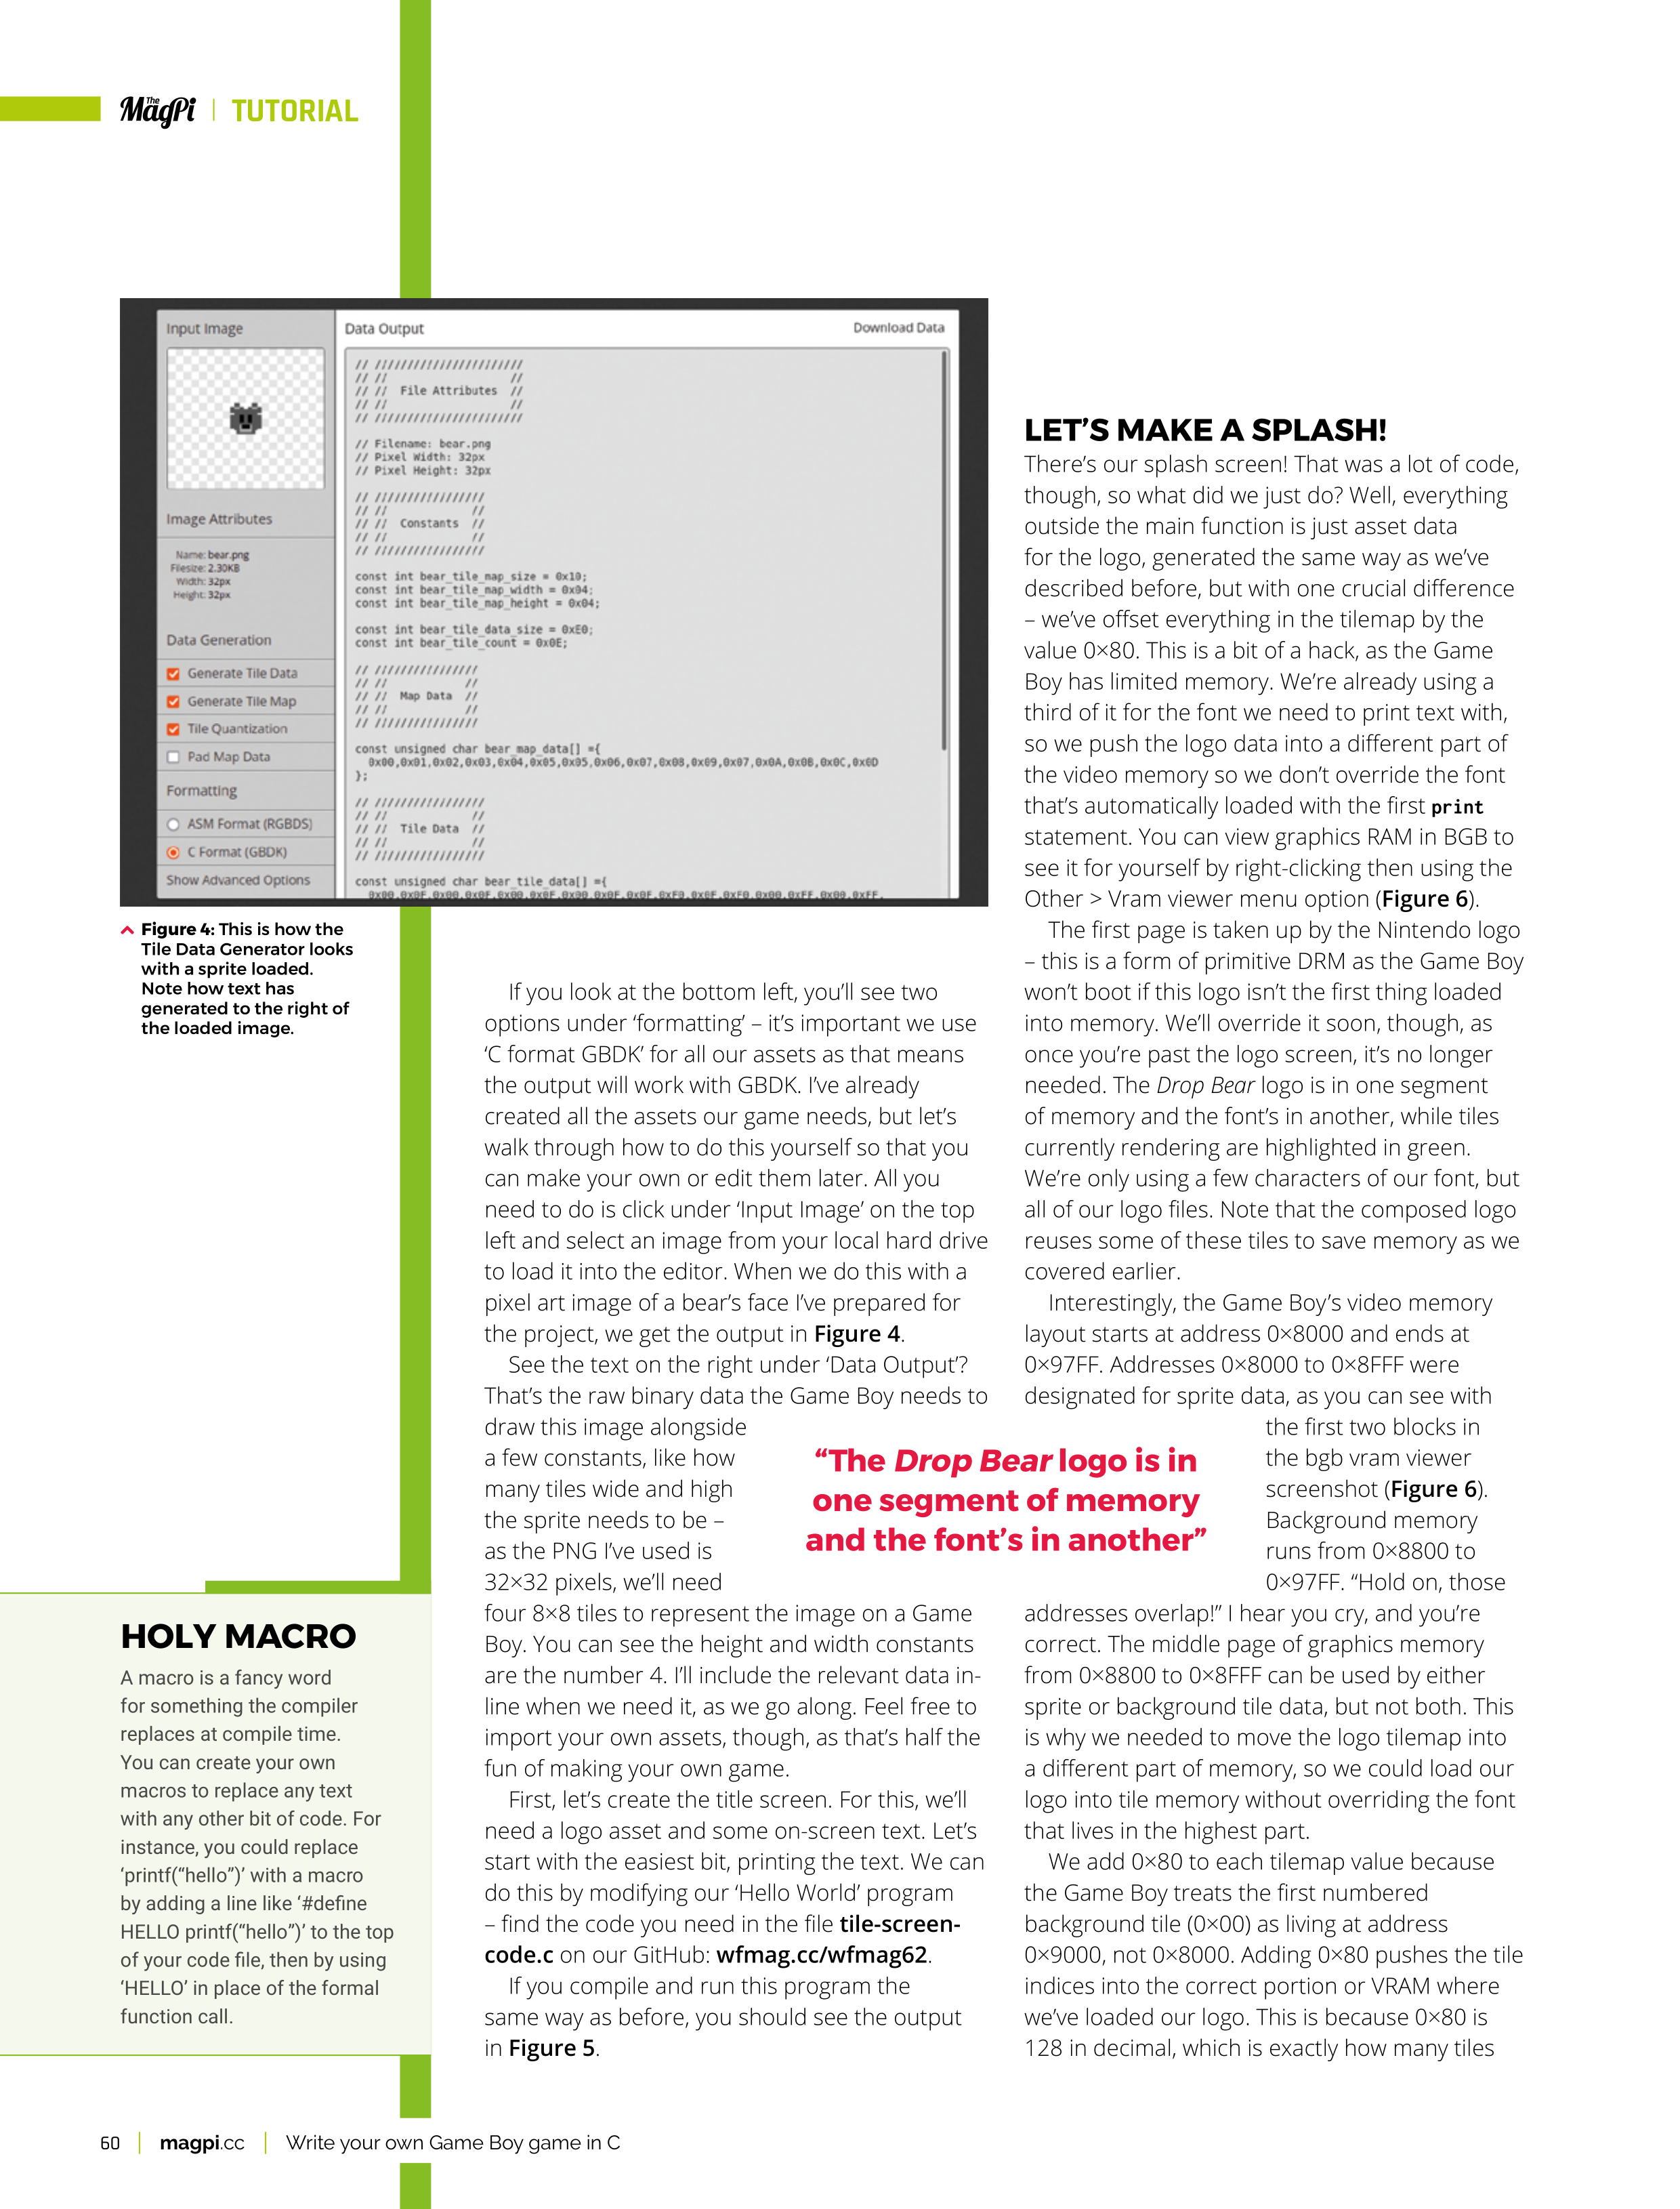 The MagPi
TUTORIAL
Input Image
Image Attributes
Name: bear.png
Filesize: 2.30KB
Width: 32px
Height: 32px
Data Generation
Generate Tile Data
Generate Tile Map
Tile Quantization
Pad Map Data
Formatting
ASM Format (RGBDS)
C Format (GBDK)
Show Advanced Options
Data Output
Download Data
// ///////////////////////
// // //
// // File Attributes //
// // //
// ///////////////////////
// Filename: bear.png
// Pixel Width: 32px
// Pixel Height: 32px
// /////////////////
// // //
// // Constants //
// // //
// /////////////////
const int bear_tile_map_size = 0x10;
const int bear_tile_map_width = 0x04;
const int bear_tile_map_height = 0x04;
const int bear_tile_data_size = 0xE0;
const int bear_tile_count = 0x0E;
// ////////////////
// // //
// // Map Data //
// // //
// ////////////////
const unsigned char bear_map_data[] ={
0x00,0x01,0x02,0x03,0x04,0x05,0x05,0x06,0x07,0x08,0x09,0x07,0x0A,0x0B,0x0C,0x0D
};
// /////////////////
// // //
// // Tile Data //
// // //
// /////////////////
const unsigned char bear_tile_data[] ={
Figure 4: This is how the
Tile Data Generator looks
with a sprite loaded.
Note how text has
generated to the right of
the loaded image.
HOLY MACRO
A macro is a fancy word
for something the compiler
replaces at compile time.
You can create your own
macros to replace any text
with any other bit of code. For
instance, you could replace
‘printf(“hello”)’ with a macro
by adding a line like ‘#define
HELLO printf(“hello”)’ to the top
of your code file, then by using
‘HELLO’ in place of the formal
function call.
If you look at the bottom left, you’ll see two
options under ‘formatting’ – it’s important we use
‘C format GBDK’ for all our assets as that means
the output will work with GBDK. I’ve already
created all the assets our game needs, but let’s
walk through how to do this yourself so that you
can make your own or edit them later. All you
need to do is click under ‘Input Image’ on the top
left and select an image from your local hard drive
to load it into the editor. When we do this with a
pixel art image of a bear’s face I’ve prepared for
the project, we get the output in Figure 4.
See the text on the right under ‘Data Output’?
That’s the raw binary data the Game Boy needs to
draw this image alongside
a few constants, like how
many tiles wide and high
the sprite needs to be –
as the PNG I’ve used is
32×32 pixels, we’ll need
four 8×8 tiles to represent the image on a Game
Boy. You can see the height and width constants
are the number 4. I’ll include the relevant data in-
line when we need it, as we go along. Feel free to
import your own assets, though, as that’s half the
fun of making your own game.
First, let’s create the title screen. For this, we’ll
need a logo asset and some on-screen text. Let’s
start with the easiest bit, printing the text. We can
do this by modifying our ‘Hello World’ program
– find the code you need in the file tile-screen-
code.c on our GitHub: wfmag.cc/wfmag62.
If you compile and run this program the
same way as before, you should see the output
in Figure 5.
“The Drop Bear logo is in
one segment of memory
and the font’s in another”
LET’S MAKE A SPLASH!
There’s our splash screen! That was a lot of code,
though, so what did we just do? Well, everything
outside the main function is just asset data
for the logo, generated the same way as we’ve
described before, but with one crucial difference
– we’ve offset everything in the tilemap by the
value 0×80. This is a bit of a hack, as the Game
Boy has limited memory. We’re already using a
third of it for the font we need to print text with,
so we push the logo data into a different part of
the video memory so we don’t override the font
that’s automatically loaded with the first print
statement. You can view graphics RAM in BGB to
see it for yourself by right-clicking then using the
Other > Vram viewer menu option (Figure 6).
The first page is taken up by the Nintendo logo
– this is a form of primitive DRM as the Game Boy
won’t boot if this logo isn’t the first thing loaded
into memory. We’ll override it soon, though, as
once you’re past the logo screen, it’s no longer
needed. The Drop Bear logo is in one segment
of memory and the font’s in another, while tiles
currently rendering are highlighted in green.
We’re only using a few characters of our font, but
all of our logo files. Note that the composed logo
reuses some of these tiles to save memory as we
covered earlier.
Interestingly, the Game Boy’s video memory
layout starts at address 0×8000 and ends at
0×97FF. Addresses 0×8000 to 0×8FFF were
designated for sprite data, as you can see with
the first two blocks in
the bgb vram viewer
screenshot (Figure 6).
Background memory
runs from 0×8800 to
0×97FF. “Hold on, those
addresses overlap!” I hear you cry, and you’re
correct. The middle page of graphics memory
from 0×8800 to 0×8FFF can be used by either
sprite or background tile data, but not both. This
is why we needed to move the logo tilemap into
a different part of memory, so we could load our
logo into tile memory without overriding the font
that lives in the highest part.
We add 0×80 to each tilemap value because
the Game Boy treats the first numbered
background tile (0×00) as living at address
0×9000, not 0×8000. Adding 0×80 pushes the tile
indices into the correct portion or VRAM where
we’ve loaded our logo. This is because 0×80 is
128 in decimal, which is exactly how many tiles
60
magpi.cc
Write your own Game Boy game in C